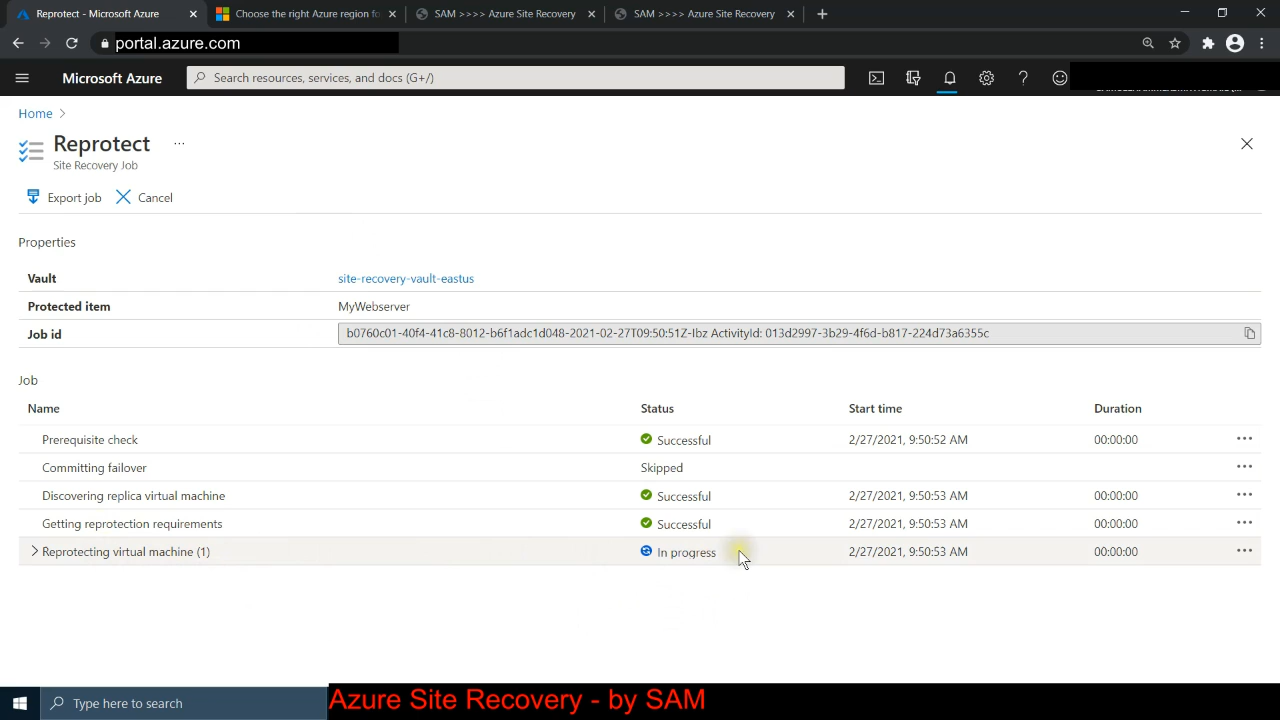 Reprotect - Microsoft Azure
Choose the right Azure region fo
SAM >>>> Azure Site Recovery
SAM >>>> Azure Site Recovery
portal.azure.com
Microsoft Azure
Search resources, services, and docs (G+/)
Home
Reprotect ...
Site Recovery Job
Export job
Cancel
Properties
Vault site-recovery-vault-eastus
Protected item MyWebserver
Job id b0760c01-40f4-41c8-8012-b6f1adc1d048-2021-02-27T09:50:51Z-Ibz ActivityId: 013d2997-3b29-4f6d-b817-224d73a6355c
Job
Name Status Start time Duration
Prerequisite check Successful 2/27/2021, 9:50:52 AM 00:00:00
Committing failover Skipped
Discovering replica virtual machine Successful 2/27/2021, 9:50:53 AM 00:00:00
Getting reprotection requirements Successful 2/27/2021, 9:50:53 AM 00:00:00
Reprotecting virtual machine (1) In progress 2/27/2021, 9:50:53 AM 00:00:00
Type here to search
Azure Site Recovery - by SAM